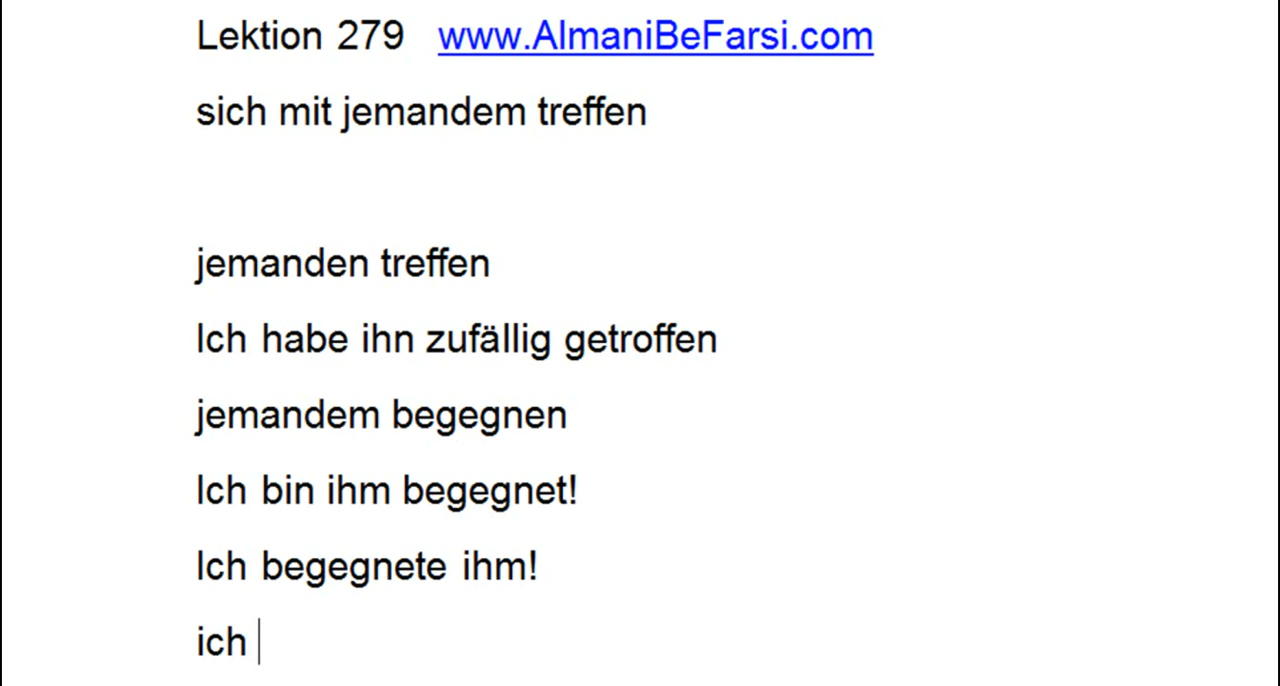 Lektion 279 www.AlmaniBeFarsi.com
sich mit jemandem treffen
jemanden treffen
Ich habe ihn zufällig getroffen
jemandem begegnen
Ich bin ihm begegnet!
Ich begegnete ihm!
ich